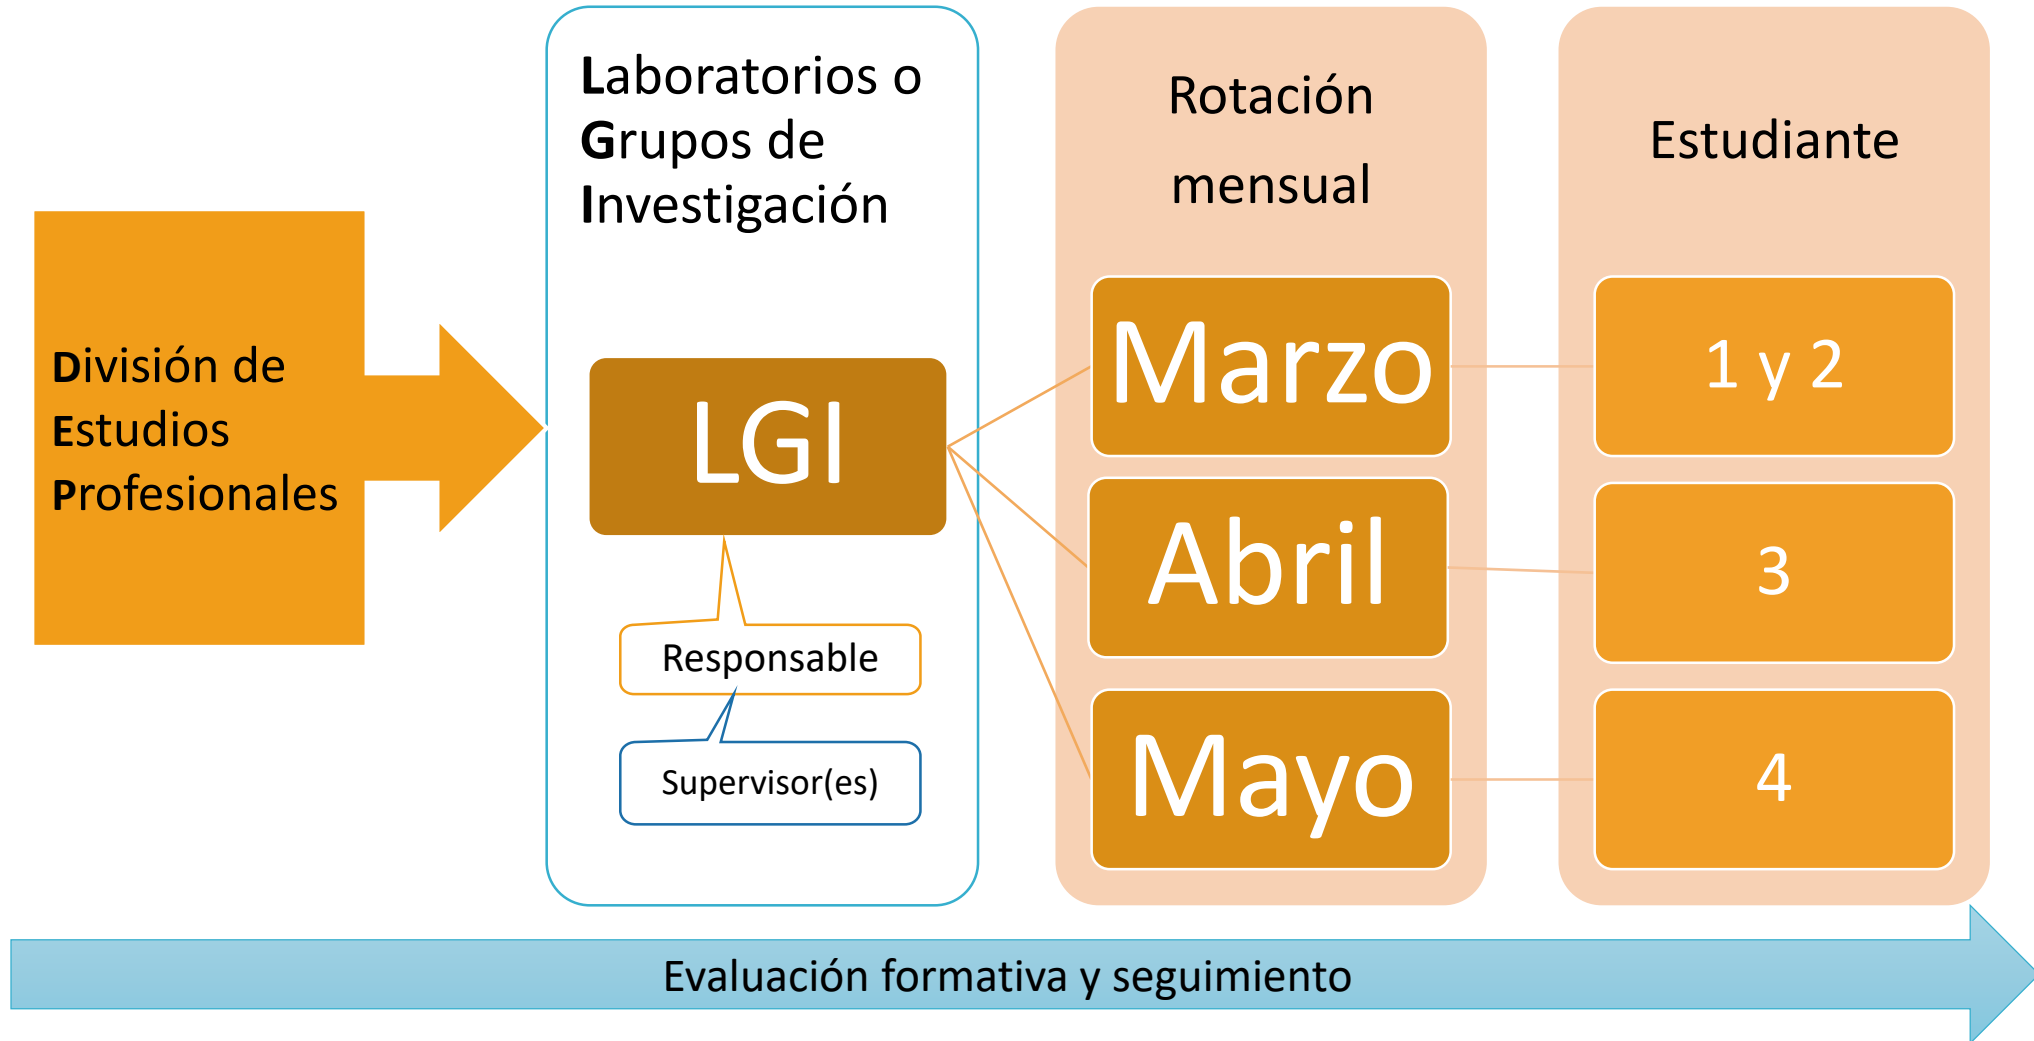 División de
Estudios
Profesionales
Laboratorios o
Grupos de
Investigación
LGI
Responsable
Supervisor(es)
Rotación
mensual
Marzo
Abril
Mayo
Estudiante
1 y 2
3
4
Evaluación formativa y seguimiento